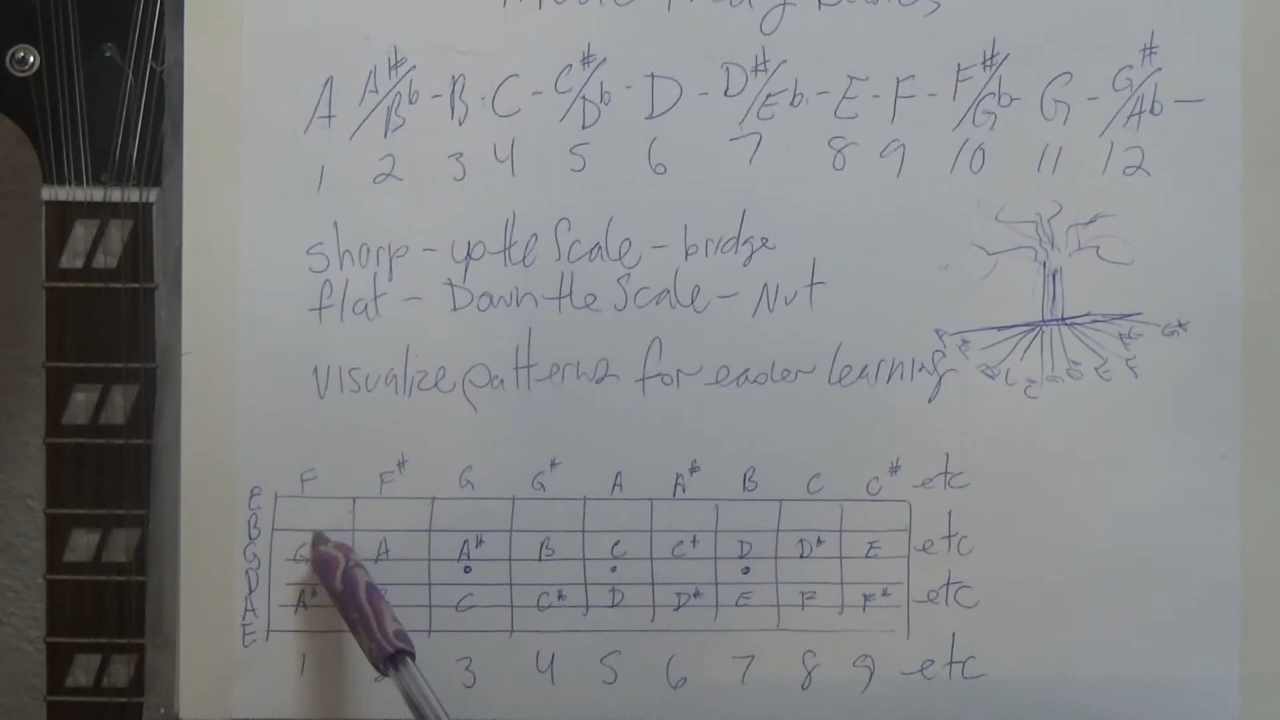 A A#/Bb - B - C - C#/Db - D - D#/Eb - E - F - F#/Gb - G - G#/Ab -
1 2 3 4 5 6 7 8 9 10 11 12
sharp - up the Scale - bridge
flat - Down the Scale - Nut
visualize patterns for easier learning
F F# G G# A A# B C C# etc
E
B
G G A A# B C C# D D# E etc
D
A A# C C# D D# E F F# etc
E
1 3 4 5 6 7 8 9 etc